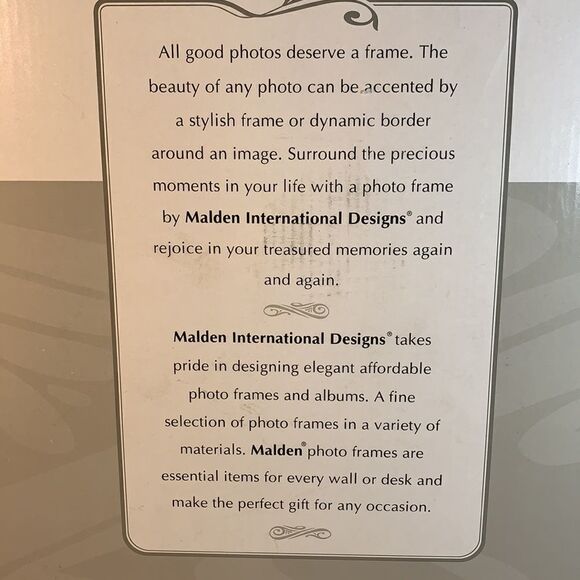 All good photos deserve a frame. The
beauty of any photo can be accented by
a stylish frame or dynamic border
around an image. Surround the precious
moments in your life with a photo frame
by Malden International Designs® and
rejoice in your treasured memories again
and again.
Malden International Designs® takes
pride in designing elegant affordable
photo frames and albums. A fine
selection of photo frames in a variety of
materials. Malden® photo frames are
essential items for every wall or desk and
make the perfect gift for any occasion.